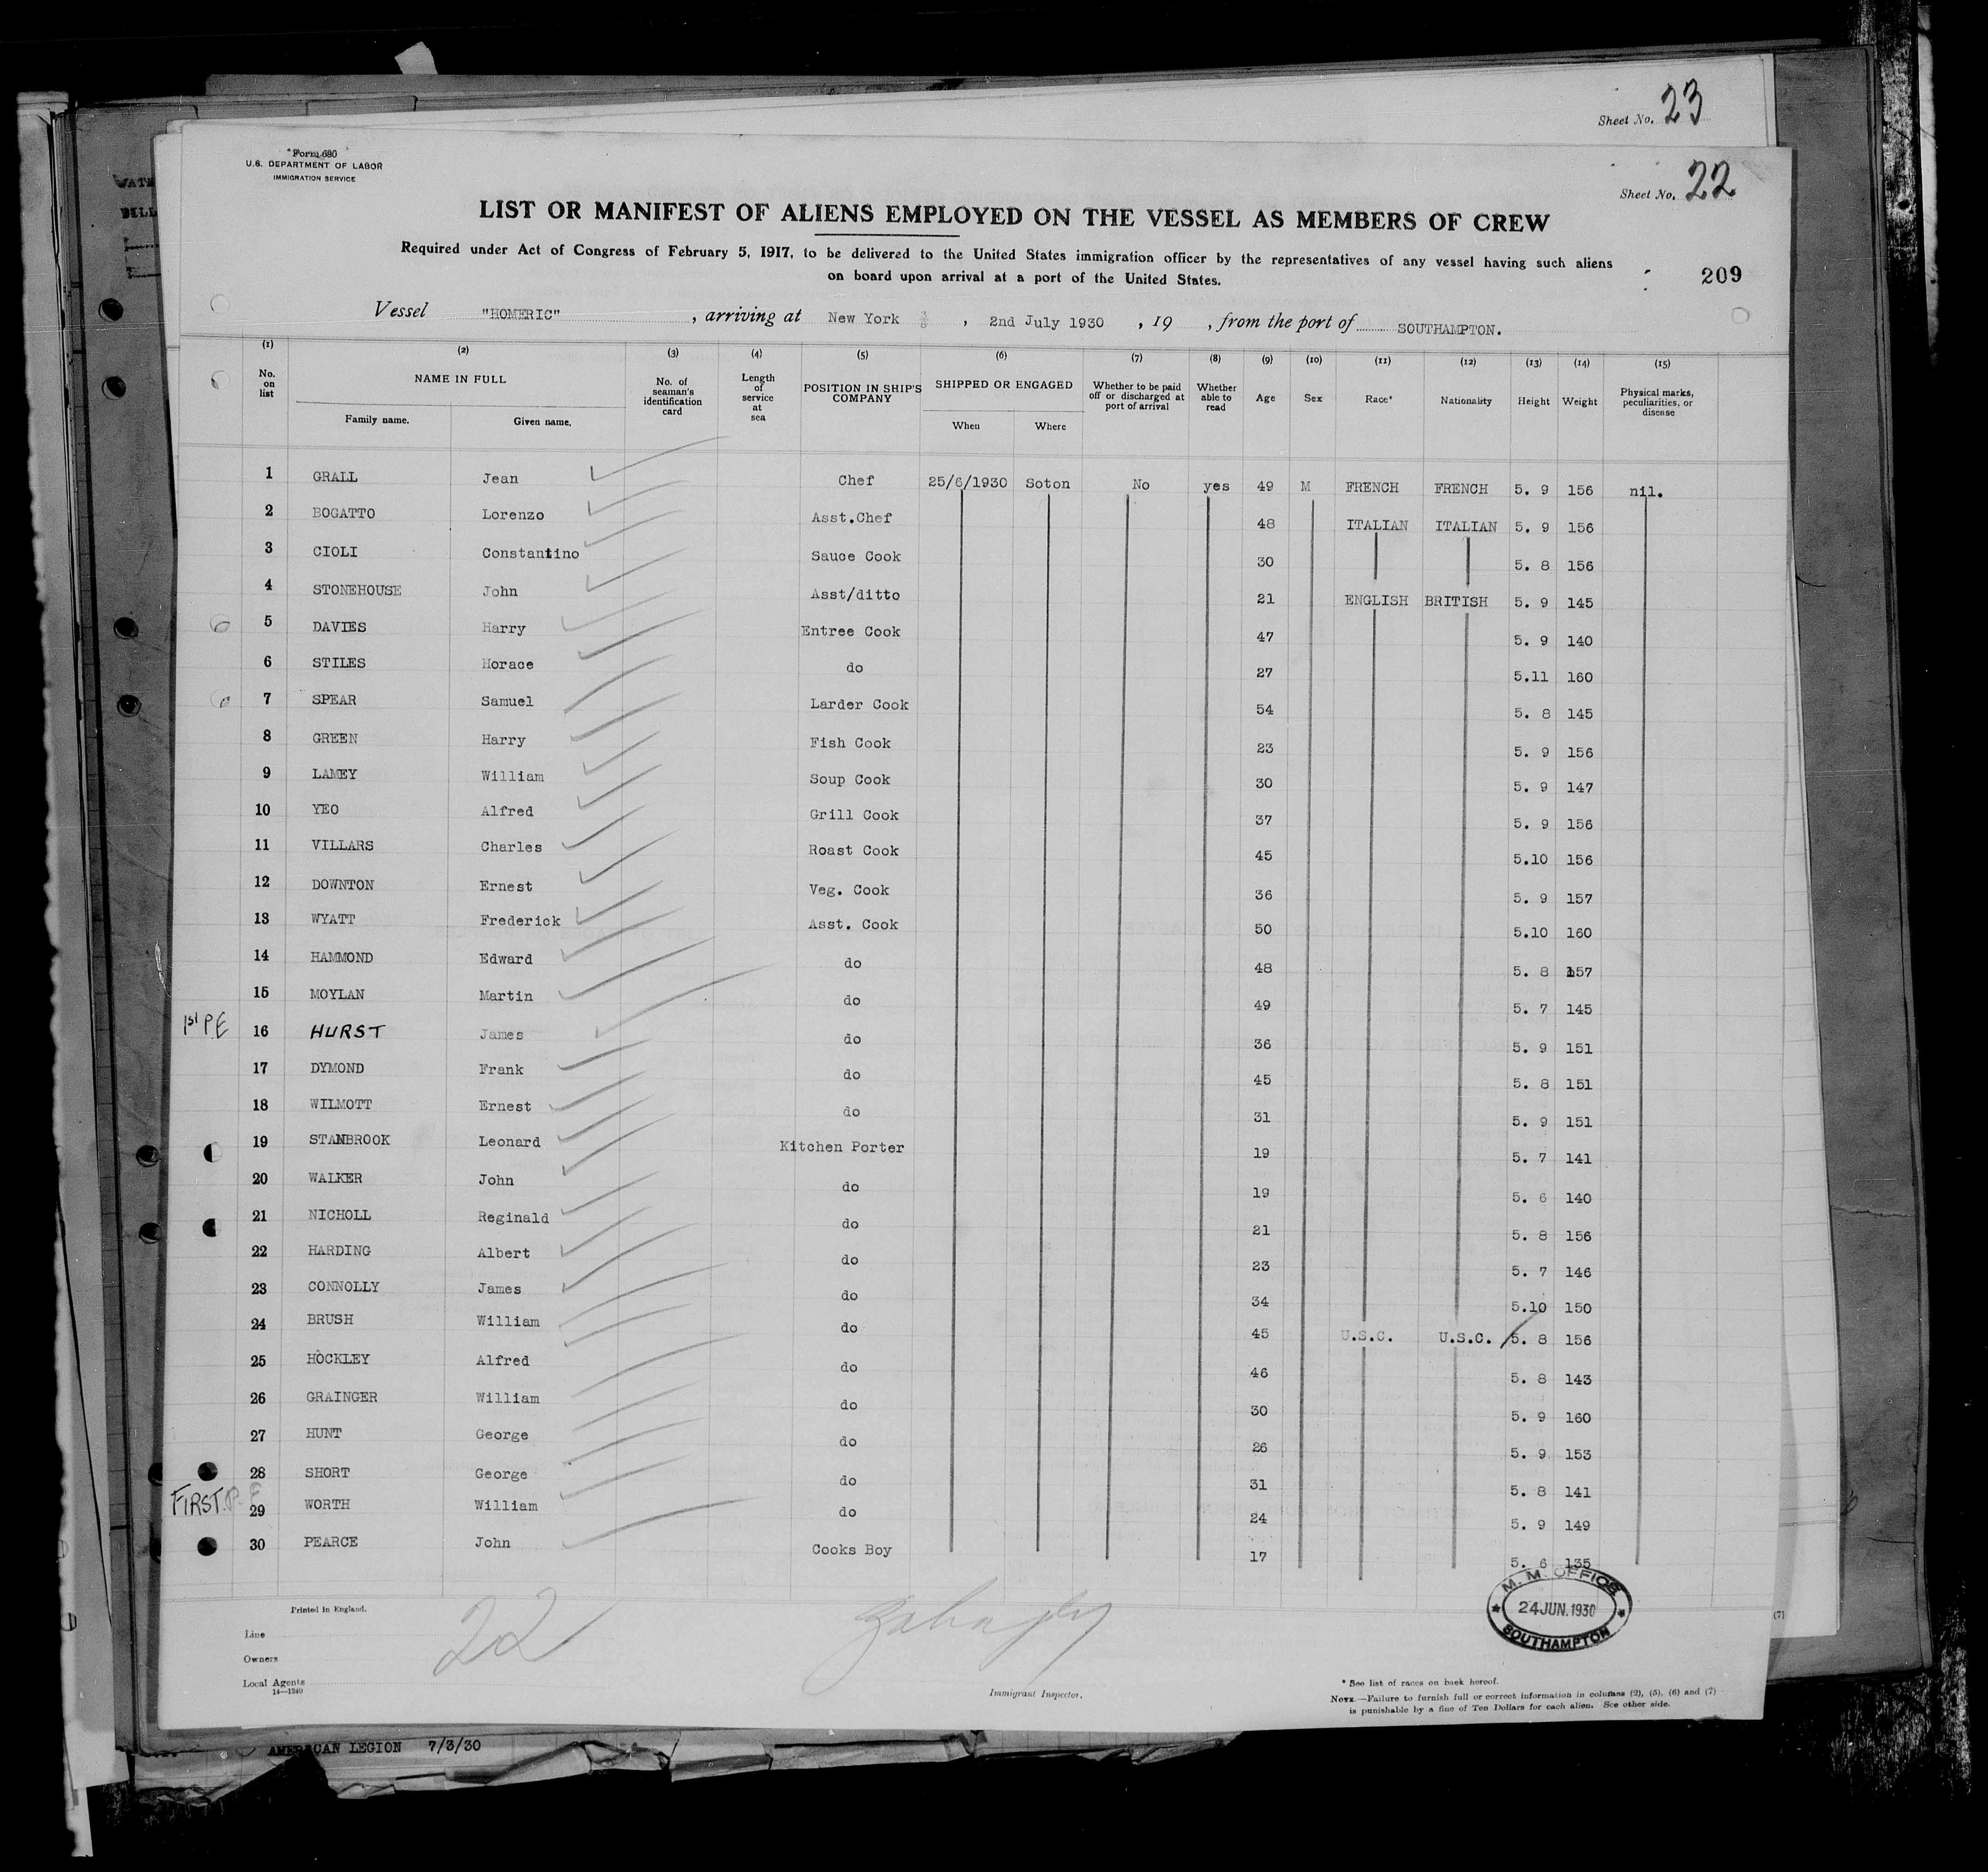 Sheet No. 23
Form 680
U.S. DEPARTMENT OF LABOR
IMMIGRATION SERVICE
Sheet No. 22
LIST OR MANIFEST OF ALIENS EMPLOYED ON THE VESSEL AS MEMBERS OF CREW
Required under Act of Congress of February 5, 1917, to be delivered to the United States immigration officer by the representatives of any vessel having such aliens
on board upon arrival at a port of the United States.
209
Vessel "HOMERIC", arriving at New York, 2nd July 1930, 19, from the port of SOUTHAMPTON.
(1) (2) (3) (4) (5) (6) (7) (8) (9) (10) (11) (12) (13) (14) (15)
No. on list NAME IN FULL Family name. Given name. No. of seaman's identification card Length of service at sea POSITION IN SHIP'S COMPANY SHIPPED OR ENGAGED When Where Whether to be paid off or discharged at port of arrival Whether able to read Age Sex Race* Nationality Height Weight Physical marks, peculiarities, or disease
1 GRALL Jean Chef 25/6/1930 Soton No yes 49 M FRENCH FRENCH 5. 9 156 nil.
2 BOGATTO Lorenzo Asst.Chef 48 ITALIAN ITALIAN 5. 9 156
3 CIOLI Constantino Sauce Cook 30 5. 8 156
4 STONEHOUSE John Asst/ditto 21 ENGLISH BRITISH 5. 9 145
5 DAVIES Harry Entree Cook 47 5. 9 140
6 STILES Horace do 27 5.11 160
7 SPEAR Samuel Larder Cook 54 5. 8 145
8 GREEN Harry Fish Cook 23 5. 9 156
9 LAMEY William Soup Cook 30 5. 9 147
10 YEO Alfred Grill Cook 37 5. 9 156
11 VILLARS Charles Roast Cook 45 5.10 156
12 DOWNTON Ernest Veg. Cook 36 5. 9 157
13 WYATT Frederick Asst. Cook 50 5.10 160
14 HAMMOND Edward do 48 5. 8 157
15 MOYLAN Martin do 49 5. 7 145
1st P.E 16 HURST James do 36 5. 9 151
17 DYMOND Frank do 45 5. 8 151
18 WILMOTT Ernest do 31 5. 9 151
19 STANBROOK Leonard Kitchen Porter 19 5. 7 141
20 WALKER John do 19 5. 6 140
21 NICHOLL Reginald do 21 5. 8 156
22 HARDING Albert do 23 5. 7 146
23 CONNOLLY James do 34 5.10 150
24 BRUSH William do 45 U.S.C. U.S.C. 5. 8 156
25 HOCKLEY Alfred do 46 5. 8 143
26 GRAINGER William do 30 5. 9 160
27 HUNT George do 26 5. 9 153
28 SHORT George do 31 5. 8 141
FIRST. P. E 29 WORTH William do 24 5. 9 149
30 PEARCE John Cooks Boy 17 5. 6 135
M. M. OFFICE
24 JUN. 1930
SOUTHAMPTON
Printed in England.
(7)
Line
22
Owners
Local Agents
14—1240
Immigrant Inspector.
* See list of races on back hereof.
NOTE.—Failure to furnish full or correct information in columns (2), (5), (6) and (7)
is punishable by a fine of Ten Dollars for each alien. See other side.
AMERICAN LEGION 7/3/30